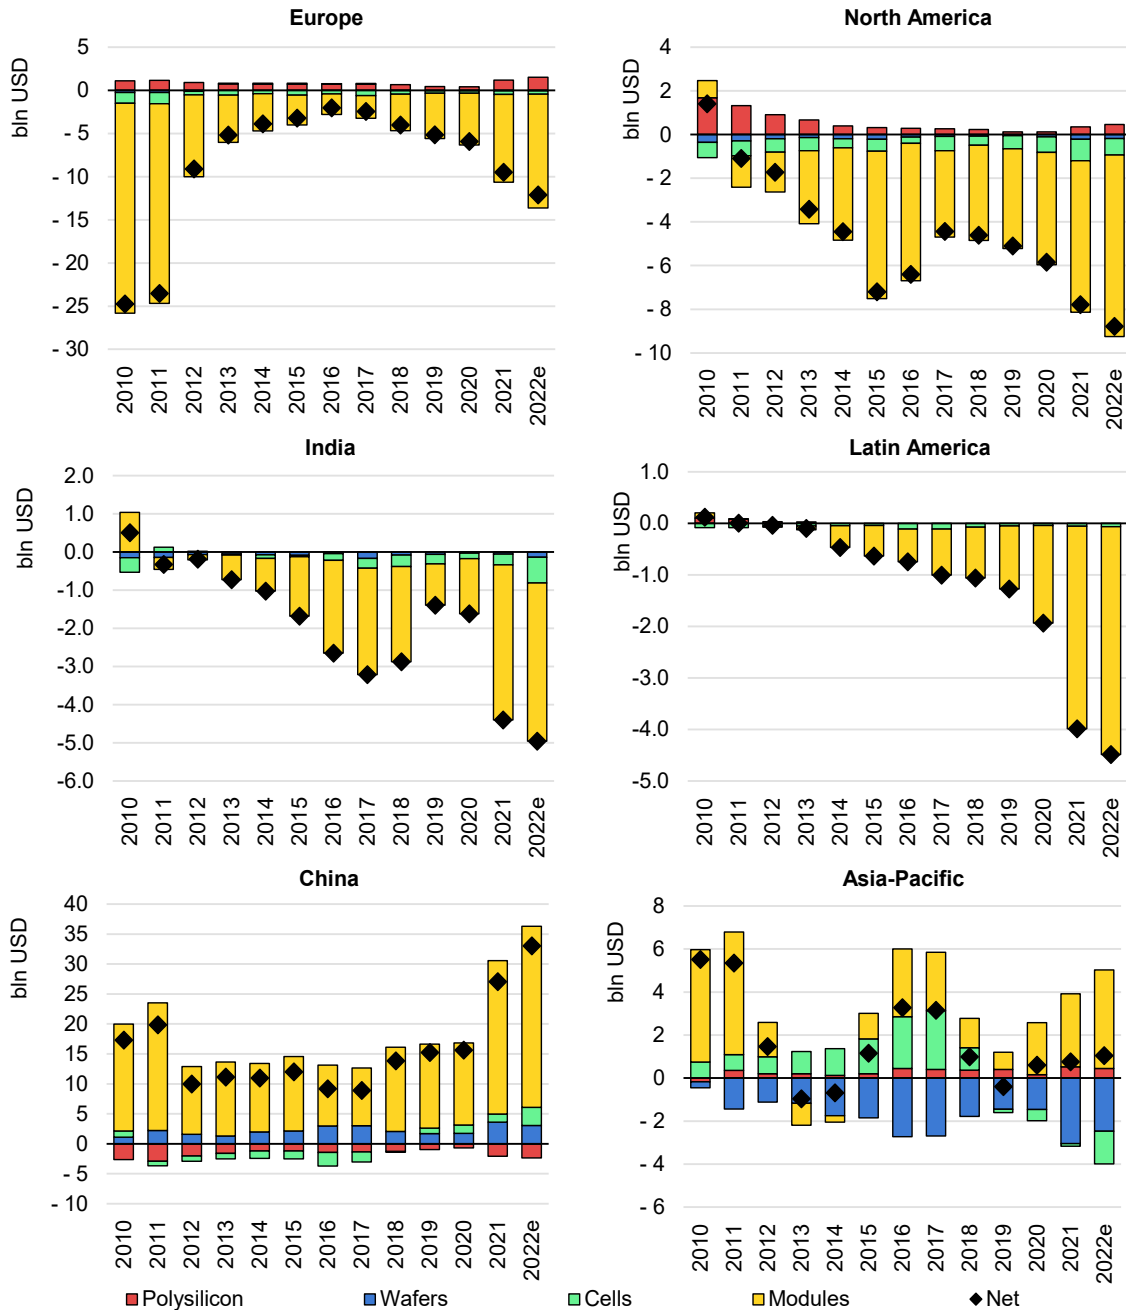 Europe
bln USD
5
0
- 5
- 10
- 15
- 20
- 25
- 30
2010 2011 2012 2013 2014 2015 2016 2017 2018 2019 2020 2021 2022e
North America
bln USD
4
2
0
- 2
- 4
- 6
- 8
- 10
2010 2011 2012 2013 2014 2015 2016 2017 2018 2019 2020 2021 2022e
India
bln USD
2.0
1.0
0.0
-1.0
-2.0
-3.0
-4.0
-5.0
-6.0
2010 2011 2012 2013 2014 2015 2016 2017 2018 2019 2020 2021 2022e
Latin America
bln USD
1.0
0.0
-1.0
-2.0
-3.0
-4.0
-5.0
2010 2011 2012 2013 2014 2015 2016 2017 2018 2019 2020 2021 2022e
China
bln USD
40
35
30
25
20
15
10
5
0
- 5
- 10
2010 2011 2012 2013 2014 2015 2016 2017 2018 2019 2020 2021 2022e
Asia-Pacific
bln USD
8
6
4
2
0
- 2
- 4
- 6
2010 2011 2012 2013 2014 2015 2016 2017 2018 2019 2020 2021 2022e
Polysilicon Wafers Cells Modules Net